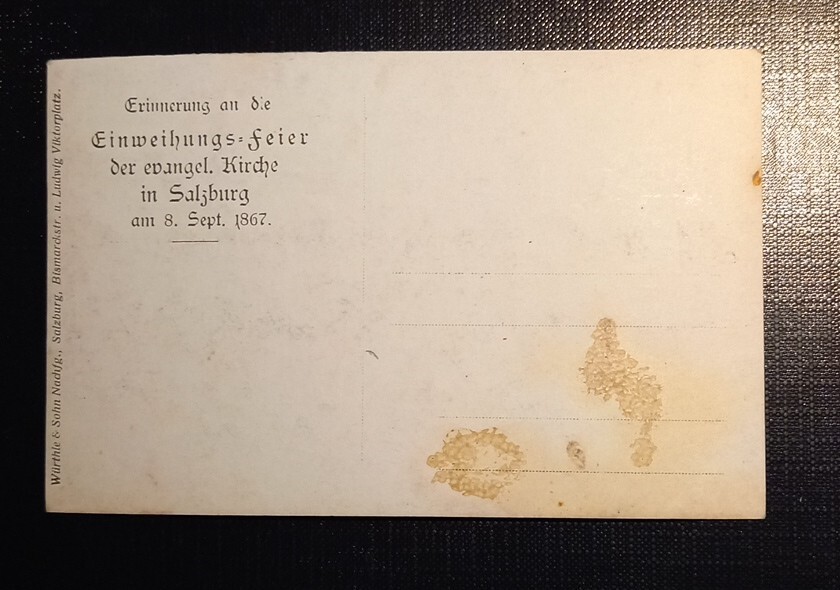 Erinnerung an die
Einweihungs-Feier
der evangel. Kirche
in Salzburg
am 8. Sept. 1867.
Würthle & Sohn Nachfg., Salzburg, Bismarckstr. u. Ludwig Viktorplatz.